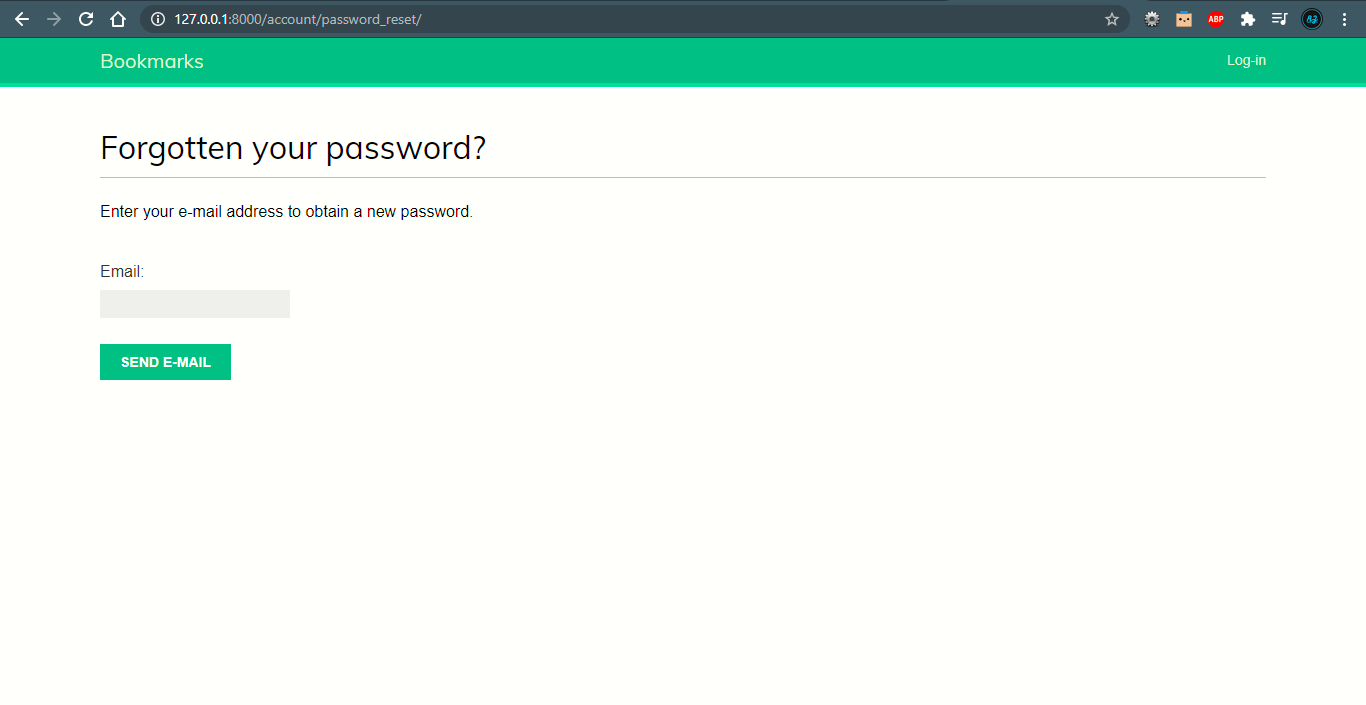 127.0.0.1:8000/account/password_reset/
ABP
Bookmarks
Log-in
Forgotten your password?
Enter your e-mail address to obtain a new password.
Email:
SEND E-MAIL